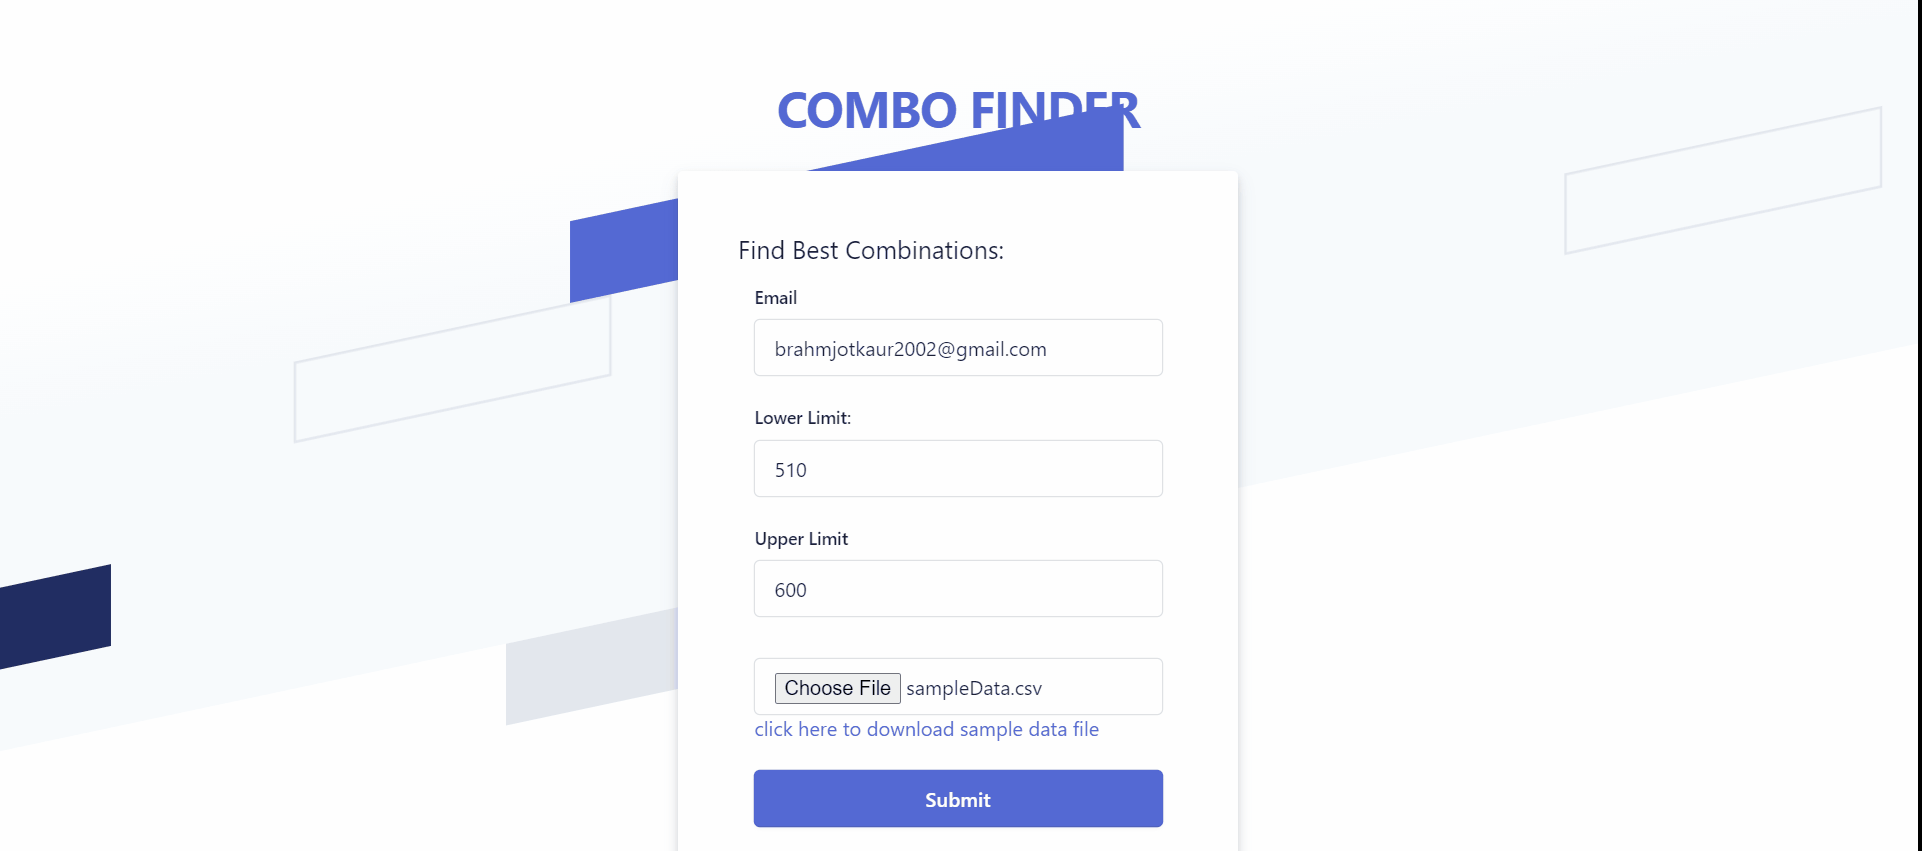 COMBO FINDER
Find Best Combinations:
Email
brahmjotkaur2002@gmail.com
Lower Limit:
510
Upper Limit
600
Choose File sampleData.csv
click here to download sample data file
Submit